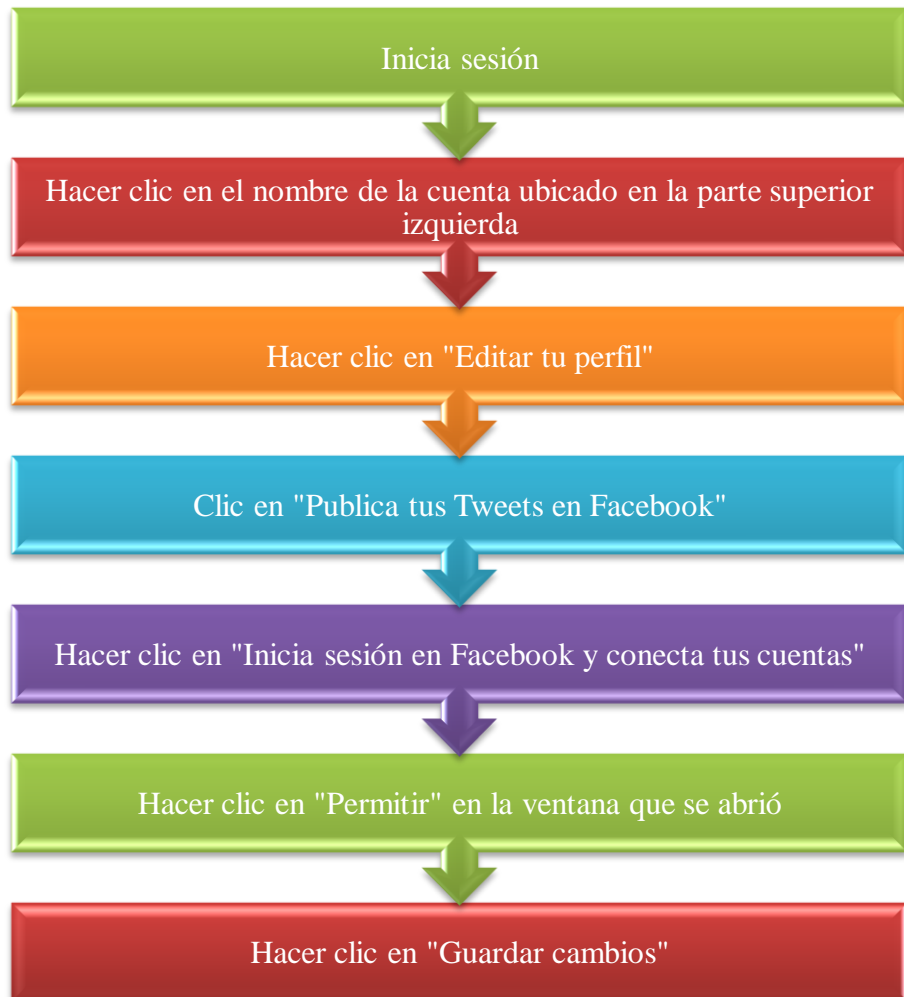 Inicia sesión
Hacer clic en el nombre de la cuenta ubicado en la parte superior
izquierda
Hacer clic en "Editar tu perfil"
Clic en "Publica tus Tweets en Facebook"
Hacer clic en "Inicia sesión en Facebook y conecta tus cuentas"
Hacer clic en "Permitir" en la ventana que se abrió
Hacer clic en "Guardar cambios"